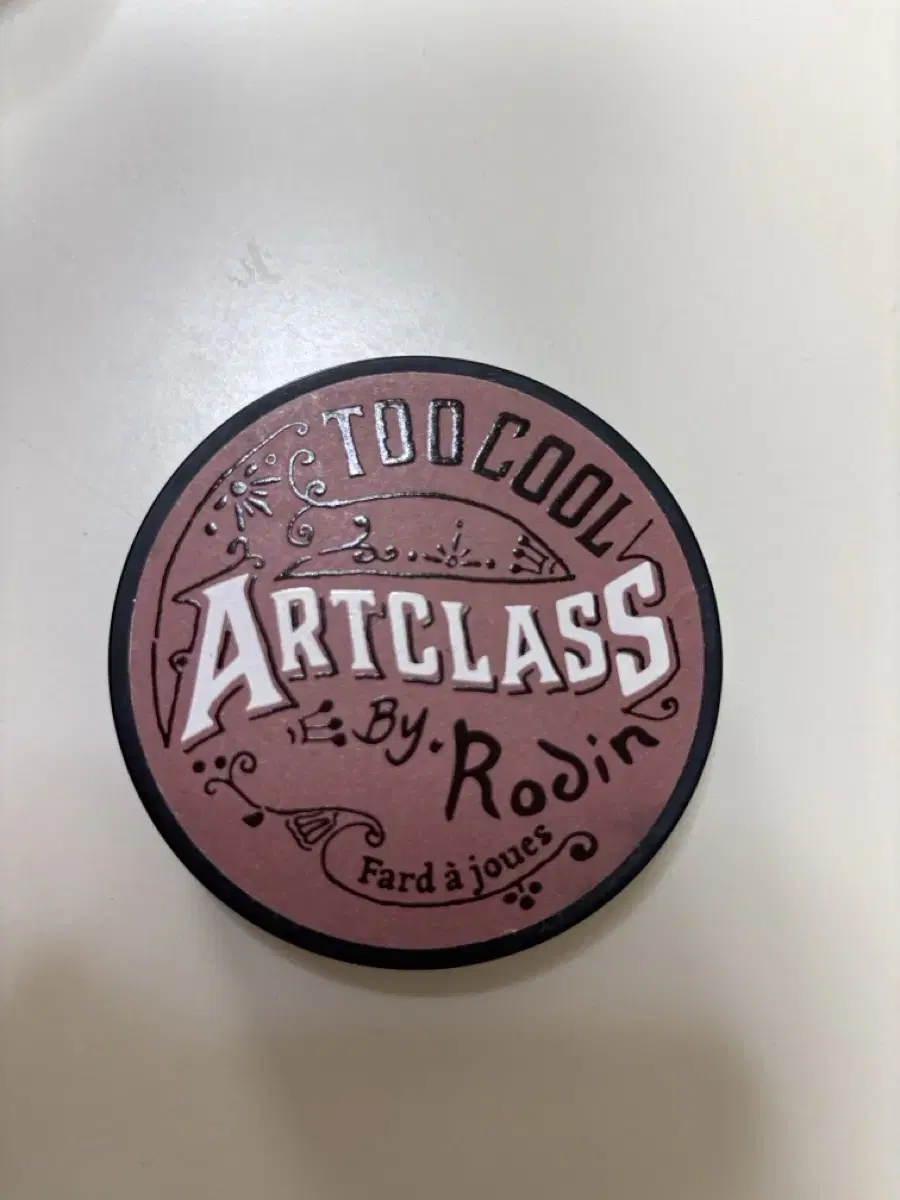 TOO COOL
ARTCLASS
By. Rodin
Fard à joues